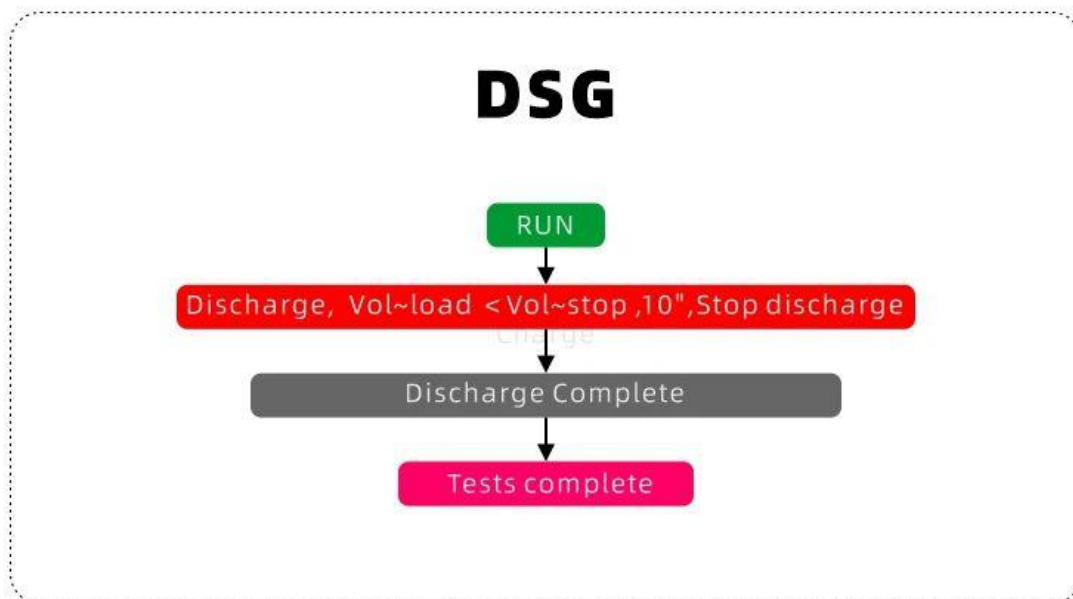 DSG
RUN
Discharge, Vol~load < Vol~stop ,10",Stop discharge
Charge
Discharge Complete
Tests complete